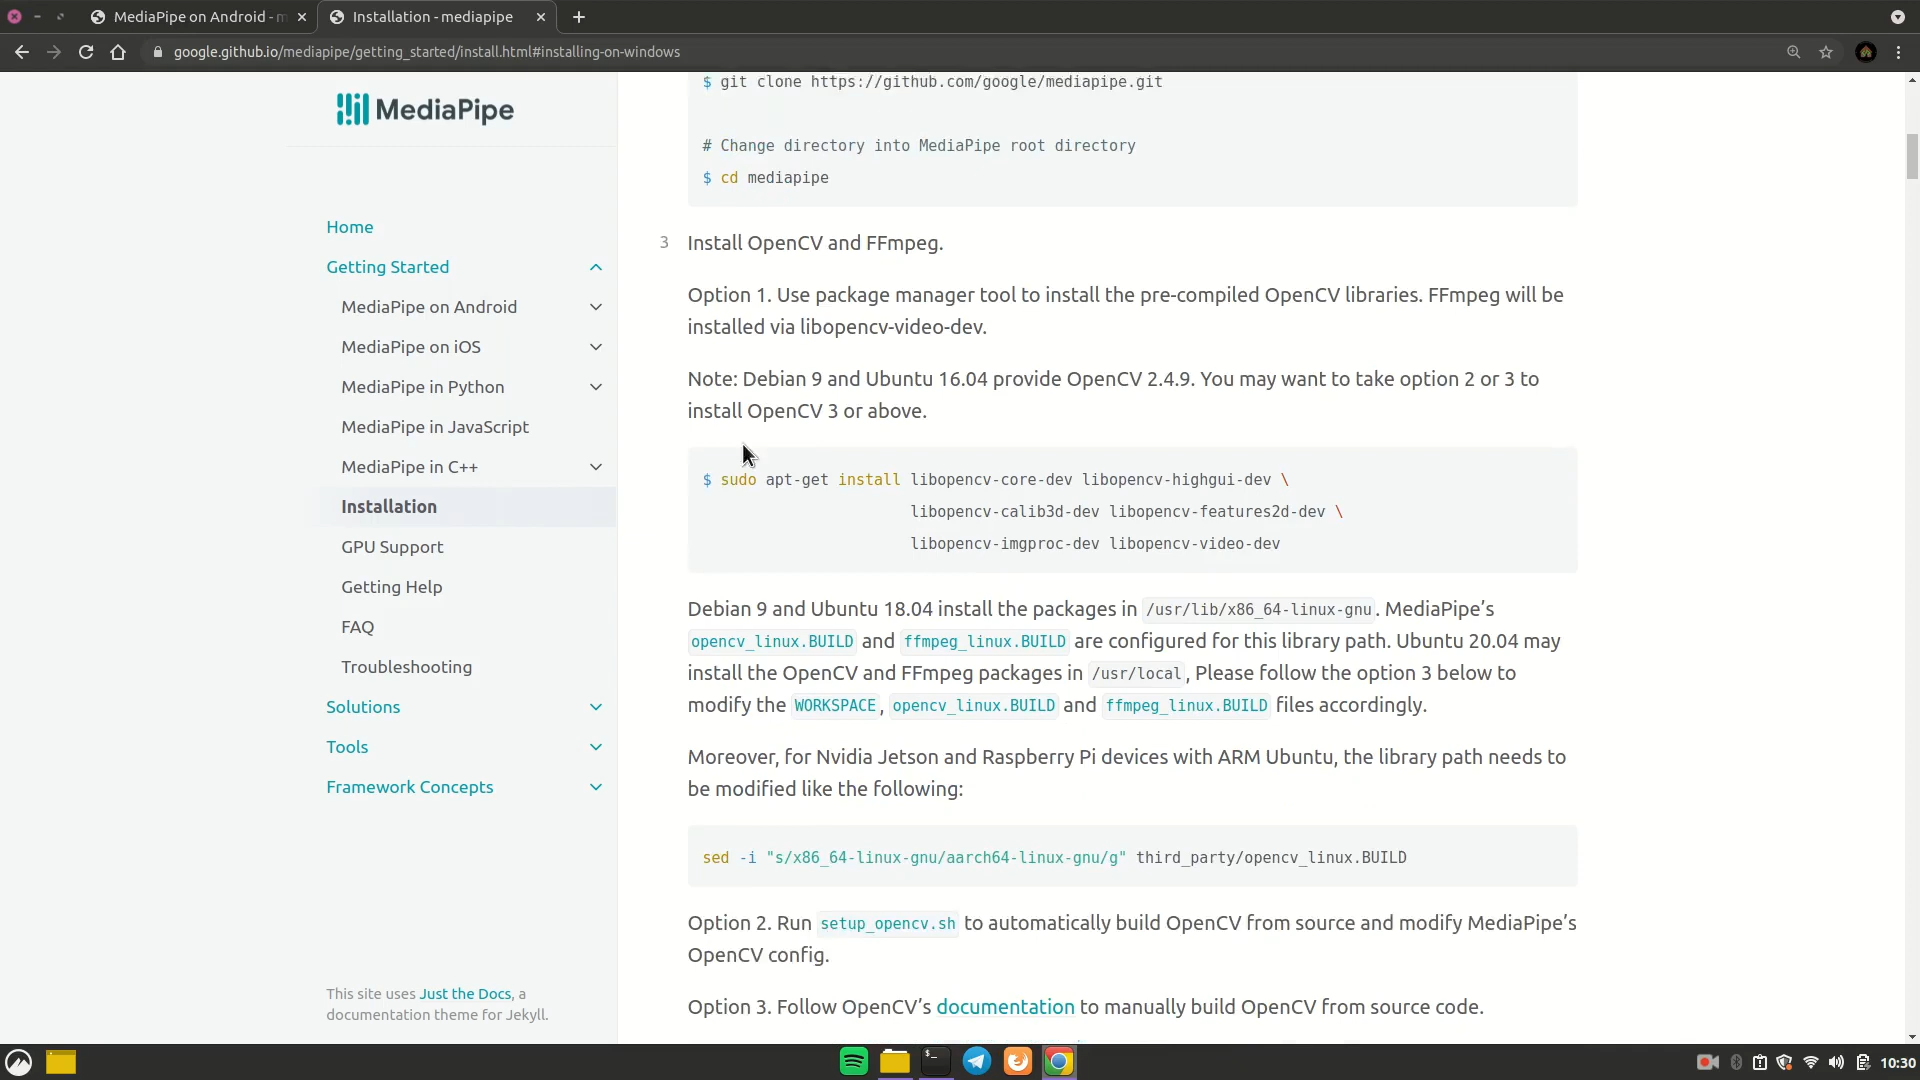 MediaPipe on Android - m
Installation - mediapipe
google.github.io/mediapipe/getting_started/install.html#installing-on-windows
MediaPipe
Home
Getting Started
MediaPipe on Android
MediaPipe on iOS
MediaPipe in Python
MediaPipe in JavaScript
MediaPipe in C++
Installation
GPU Support
Getting Help
FAQ
Troubleshooting
Solutions
Tools
Framework Concepts
This site uses Just the Docs, a
documentation theme for Jekyll.
$ git clone https://github.com/google/mediapipe.git
# Change directory into MediaPipe root directory
$ cd mediapipe
3 Install OpenCV and FFmpeg.
Option 1. Use package manager tool to install the pre-compiled OpenCV libraries. FFmpeg will be
installed via libopencv-video-dev.
Note: Debian 9 and Ubuntu 16.04 provide OpenCV 2.4.9. You may want to take option 2 or 3 to
install OpenCV 3 or above.
$ sudo apt-get install libopencv-core-dev libopencv-highgui-dev \
libopencv-calib3d-dev libopencv-features2d-dev \
libopencv-imgproc-dev libopencv-video-dev
Debian 9 and Ubuntu 18.04 install the packages in /usr/lib/x86_64-linux-gnu. MediaPipe’s
opencv_linux.BUILD and ffmpeg_linux.BUILD are configured for this library path. Ubuntu 20.04 may
install the OpenCV and FFmpeg packages in /usr/local, Please follow the option 3 below to
modify the WORKSPACE, opencv_linux.BUILD and ffmpeg_linux.BUILD files accordingly.
Moreover, for Nvidia Jetson and Raspberry Pi devices with ARM Ubuntu, the library path needs to
be modified like the following:
sed -i "s/x86_64-linux-gnu/aarch64-linux-gnu/g" third_party/opencv_linux.BUILD
Option 2. Run setup_opencv.sh to automatically build OpenCV from source and modify MediaPipe’s
OpenCV config.
Option 3. Follow OpenCV’s documentation to manually build OpenCV from source code.
10:30